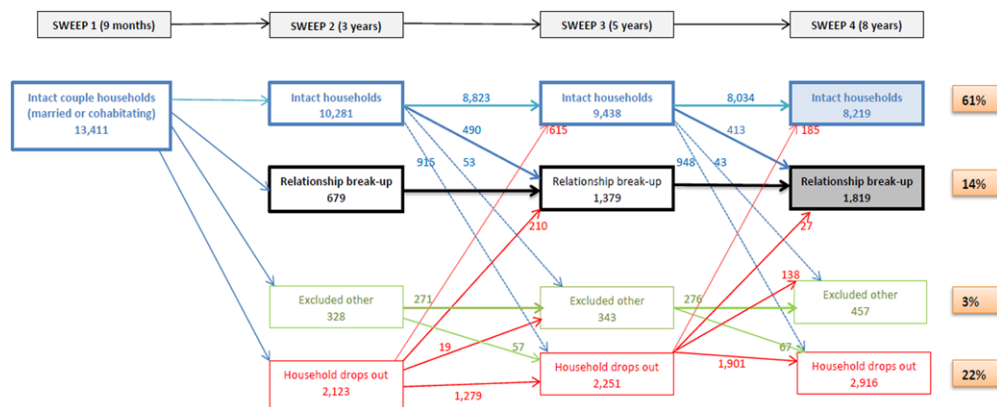 SWEEP 1 (9 months)
SWEEP 2 (3 years)
SWEEP 3 (5 years)
SWEEP 4 (8 years)
Intact couple households
(married or cohabitating)
13,411
Intact households
10,281
8,823
Intact households
9,438
8,034
Intact households
8,219
61%
490
615
413
185
915
53
948
43
Relationship break-up
679
Relationship break-up
1,379
Relationship break-up
1,819
14%
210
27
138
Excluded other
328
271
Excluded other
343
276
Excluded other
457
3%
19
57
67
Household drops out
2,123
1,279
Household drops out
2,251
1,901
Household drops out
2,916
22%